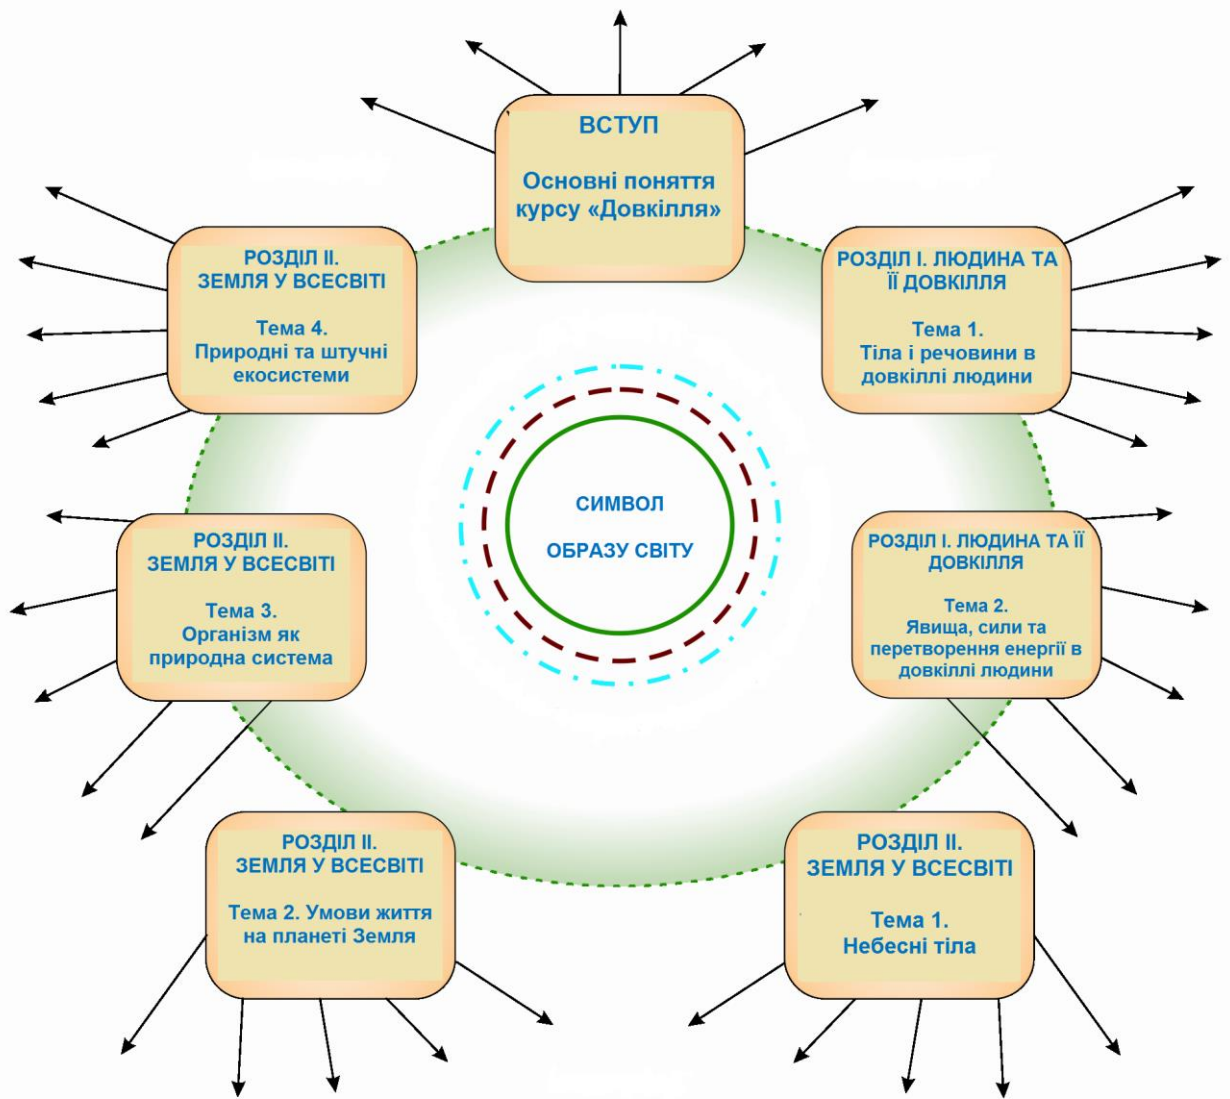 ВСТУП
Основні поняття
курсу «Довкілля»
РОЗДІЛ І. ЛЮДИНА ТА
ЇЇ ДОВКІЛЛЯ
Тема 1.
Тіла і речовини в
довкіллі людини
РОЗДІЛ І. ЛЮДИНА ТА ЇЇ
ДОВКІЛЛЯ
Тема 2.
Явища, сили та
перетворення енергії в
довкіллі людини
РОЗДІЛ ІІ.
ЗЕМЛЯ У ВСЕСВІТІ
Тема 1.
Небесні тіла
РОЗДІЛ ІІ.
ЗЕМЛЯ У ВСЕСВІТІ
Тема 2. Умови життя
на планеті Земля
РОЗДІЛ ІІ.
ЗЕМЛЯ У ВСЕСВІТІ
Тема 3.
Організм як
природна система
РОЗДІЛ ІІ.
ЗЕМЛЯ У ВСЕСВІТІ
Тема 4.
Природні та штучні
екосистеми
СИМВОЛ
ОБРАЗУ СВІТУ